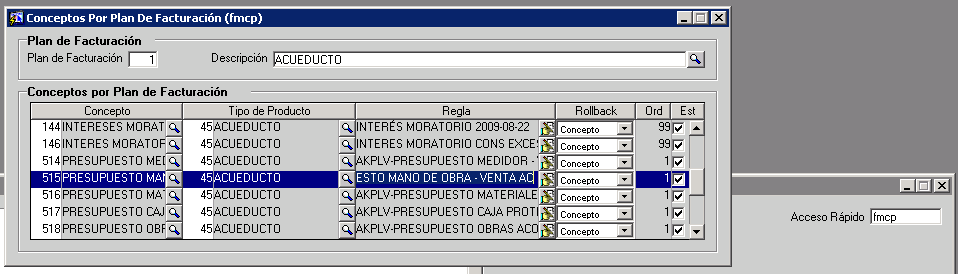 Conceptos Por Plan De Facturación (fmcp)
Plan de Facturación
Plan de Facturación 1 Descripción ACUEDUCTO
Conceptos por Plan de Facturación
Concepto Tipo de Producto Regla Rollback Ord Est
144 INTERESES MORAT 45 ACUEDUCTO INTERÉS MORATORIO 2009-08-22 Concepto 99
146 INTERES MORATOR 45 ACUEDUCTO INTERES MORATORIO CONS EXCES Concepto 99
514 PRESUPUESTO MED 45 ACUEDUCTO AKPLV-PRESUPUESTO MEDIDOR - Concepto 1
515 PRESUPUESTO MAN 45 ACUEDUCTO ESTO MANO DE OBRA - VENTA AC Concepto 1
516 PRESUPUESTO MAT 45 ACUEDUCTO AKPLV-PRESUPUESTO MATERIALE Concepto 1
517 PRESUPUESTO CAJ 45 ACUEDUCTO AKPLV-PRESUPUESTO CAJA PROT Concepto 1
518 PRESUPUESTO OBR 45 ACUEDUCTO AKPLV-PRESUPUESTO OBRAS ACO Concepto 1
Acceso Rápido fmcp